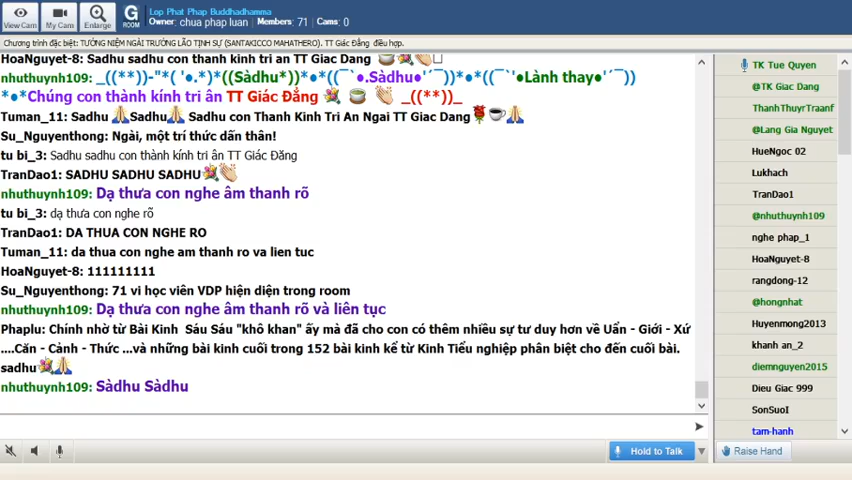 View Cam
My Cam
Enlarge
G
ROOM
Lop Phat Phap Buddhadhamma
Owner: chua phap luan Members: 71 Cams: 0
Chương trình đặc biệt: TƯỞNG NIỆM NGÀI TRƯỞNG LÃO TỊNH SỰ (SANTAKICCO MAHATHERO). TT Giác Đẳng điều hợp.
HoaNguyet-8: Sadhu sadhu con thanh kinh tri an TT Giac Dang
nhuthuynh109: _((**))-"*( '●.*)*((Sàdhu*))*●*●((¯`●.Sàdhu●'´¯))*●*●((¯`'●Lành thay●'´¯))
*●*Chúng con thành kính tri ân TT Giác Đẳng _((**))_
Tuman_11: Sadhu Sadhu Sadhu con Thanh Kinh Tri An Ngai TT Giac Dang
Su_Nguyenthong: Ngài, một trí thức dấn thân!
tu bi_3: Sadhu sadhu con thành kính tri ân TT Giác Đăng
TranDao1: SADHU SADHU SADHU
nhuthuynh109: Dạ thưa con nghe âm thanh rõ
tu bi_3: dạ thưa con nghe rõ
TranDao1: DA THUA CON NGHE RO
Tuman_11: da thua con nghe am thanh ro va lien tuc
HoaNguyet-8: 111111111
Su_Nguyenthong: 71 vi học viên VDP hiện diện trong room
nhuthuynh109: Dạ thưa con nghe âm thanh rõ và liên tục
Phaplu: Chính nhờ từ Bài Kinh Sáu Sáu "khô khan" ấy mà đã cho con có thêm nhiều sự tư duy hơn về Uẩn - Giới - Xứ
....Căn - Cảnh - Thức ...và những bài kinh cuối trong 152 bài kinh kể từ Kinh Tiểu nghiệp phân biệt cho đến cuối bài.
sadhu
nhuthuynh109: Sàdhu Sàdhu
TK Tue Quyen
@TK Giac Dang
ThanhThuyrTraanf
@Lang Gia Nguyet
HueNgoc 02
Lukhach
TranDao1
@nhuthuynh109
nghe phap_1
HoaNguyet-8
rangdong-12
@hongnhat
Huyenmong2013
khanh an_2
diemnguyen2015
Dieu Giac 999
SonSuoI
tam-hanh
Hold to Talk
Raise Hand